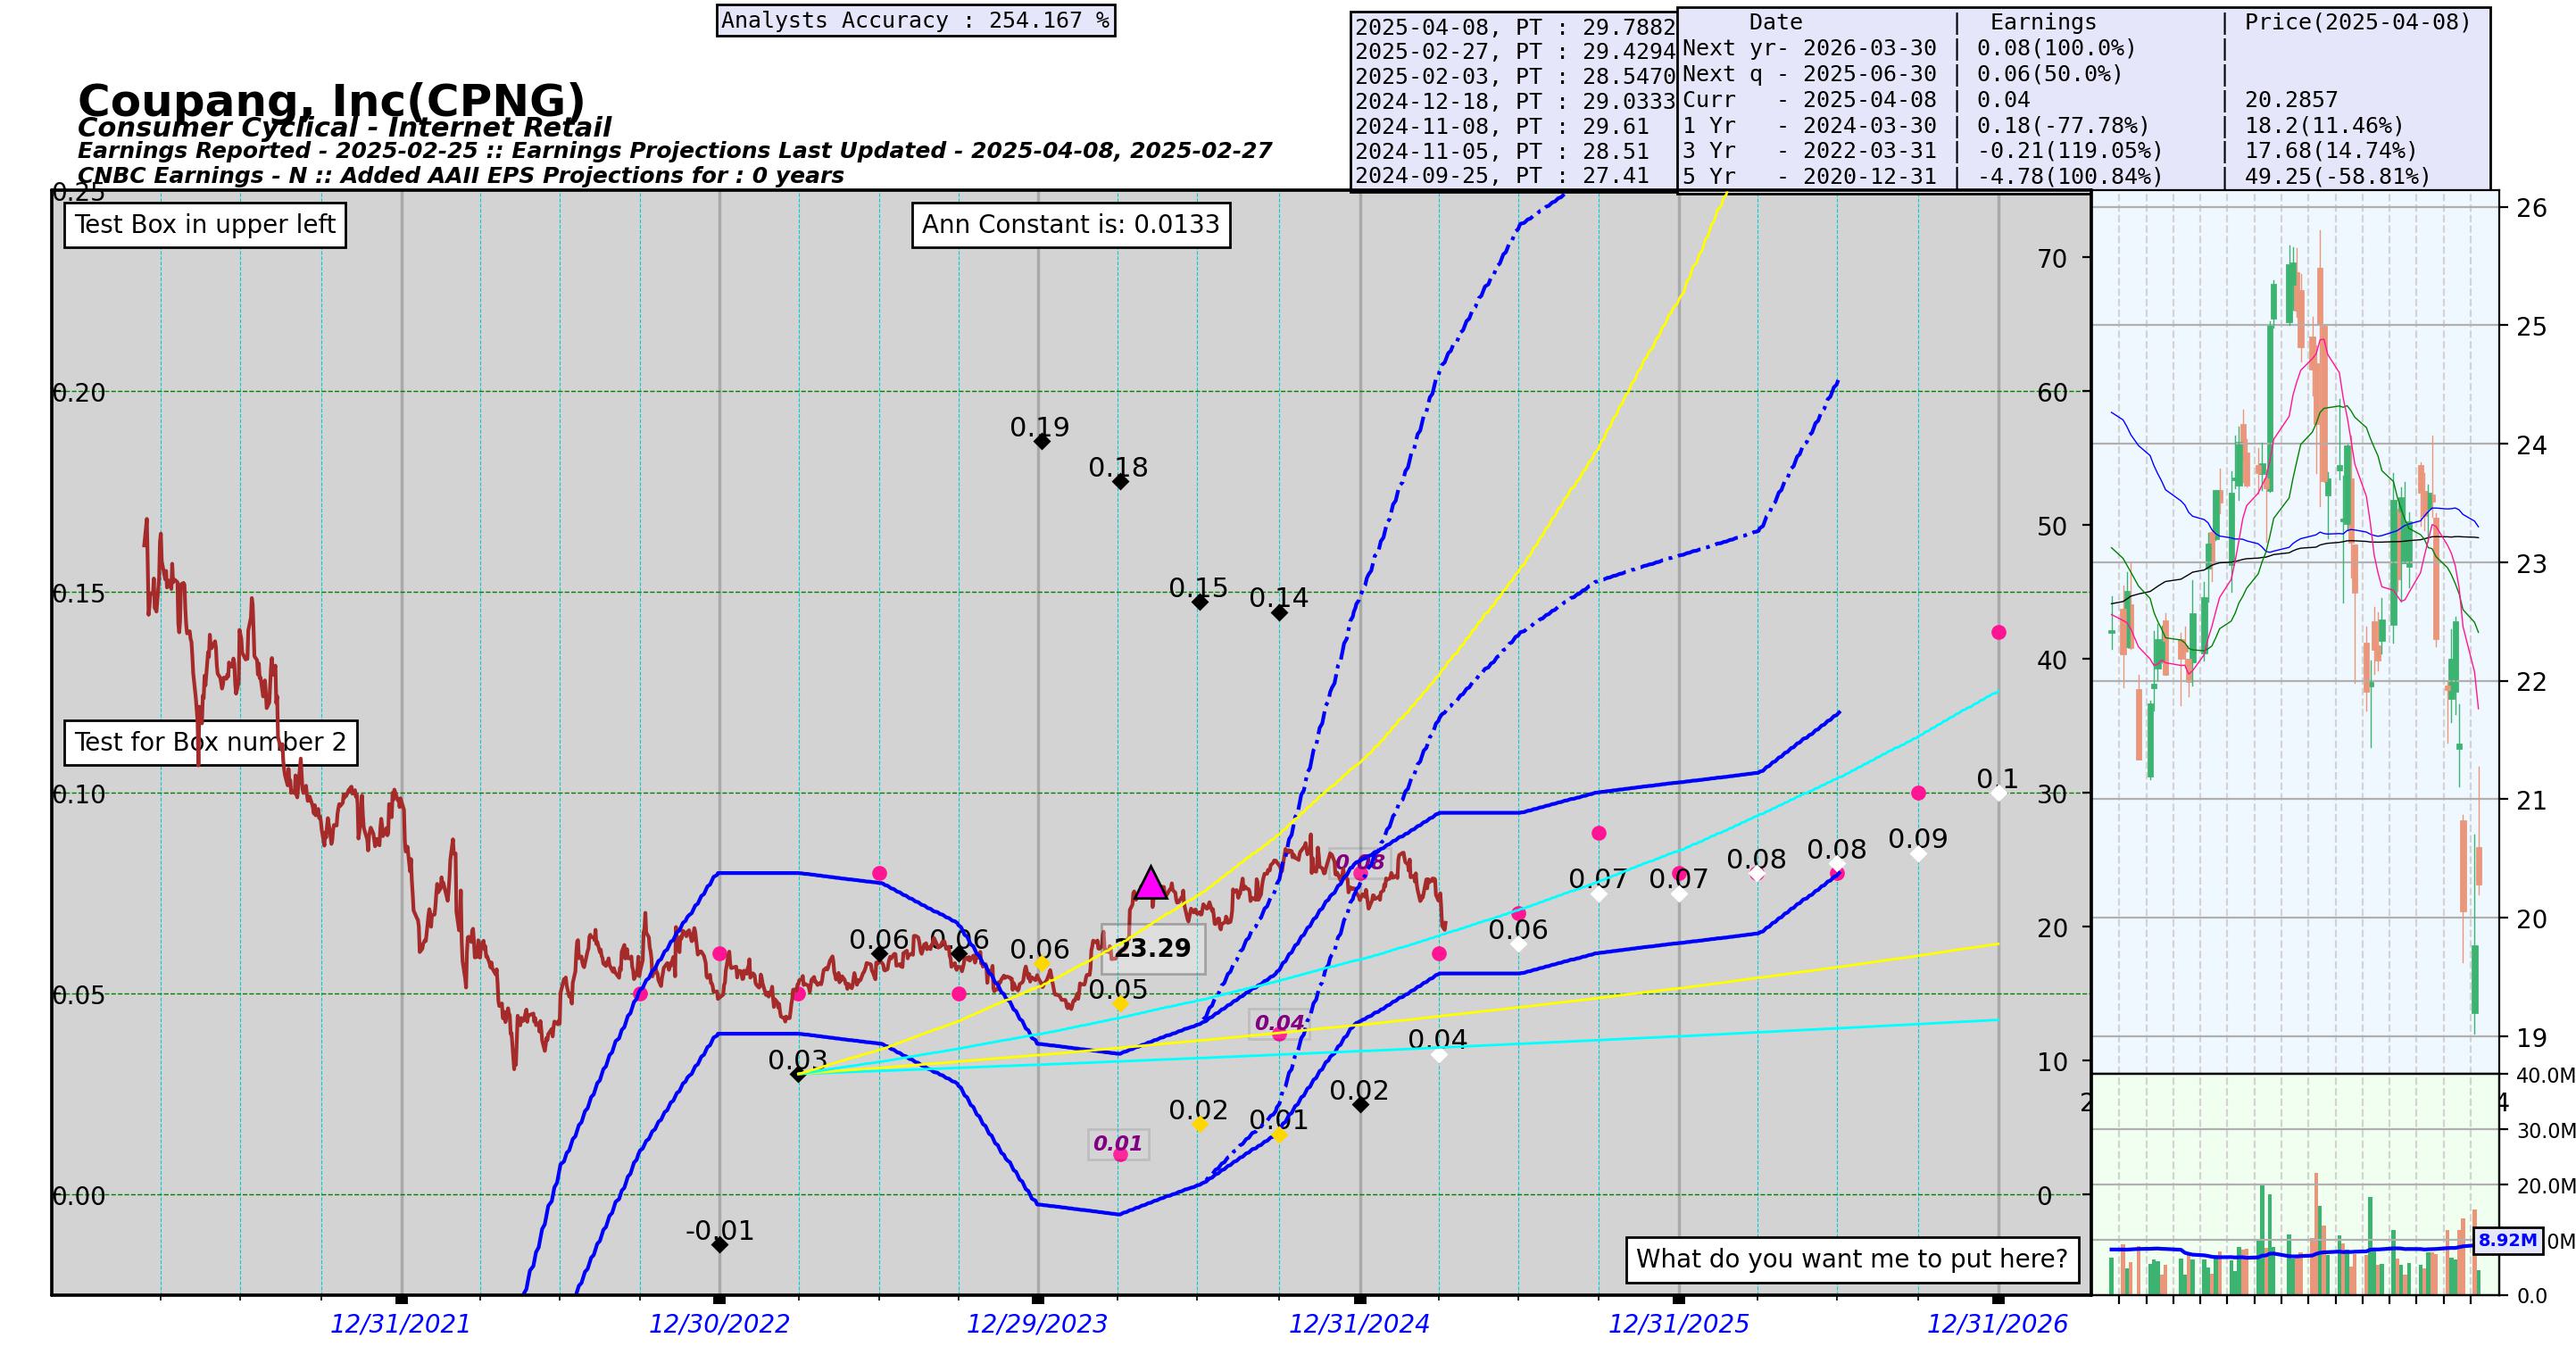 Analysts Accuracy : 254.167 %
2025-04-08, PT : 29.7882
2025-02-27, PT : 29.4294
2025-02-03, PT : 28.5470
2024-12-18, PT : 29.0333
2024-11-08, PT : 29.61
2024-11-05, PT : 28.51
2024-09-25, PT : 27.41
Date | Earnings | Price(2025-04-08)
Next yr- 2026-03-30 | 0.08(100.0%) |
Next q - 2025-06-30 | 0.06(50.0%) |
Curr - 2025-04-08 | 0.04 | 20.2857
1 Yr - 2024-03-30 | 0.18(-77.78%) | 18.2(11.46%)
3 Yr - 2022-03-31 | -0.21(119.05%) | 17.68(14.74%)
5 Yr - 2020-12-31 | -4.78(100.84%) | 49.25(-58.81%)
Coupang, Inc(CPNG)
Consumer Cyclical - Internet Retail
Earnings Reported - 2025-02-25 :: Earnings Projections Last Updated - 2025-04-08, 2025-02-27
CNBC Earnings - N :: Added AAII EPS Projections for : 0 years
0.25
Test Box in upper left
Ann Constant is: 0.0133
0.20
0.15
Test for Box number 2
0.10
0.05
0.00
0.19
0.18
0.15
0.14
0.08
0.1
0.09
0.08
0.08
0.07
0.07
0.06
0.06
0.06
0.06
23.29
0.05
0.04
0.04
0.03
0.02
0.02
0.01
0.01
-0.01
What do you want me to put here?
70
60
50
40
30
20
10
0
26
25
24
23
22
21
20
19
40.0M
30.0M
20.0M
0M
8.92M
0.0
2
4
12/31/2021
12/30/2022
12/29/2023
12/31/2024
12/31/2025
12/31/2026